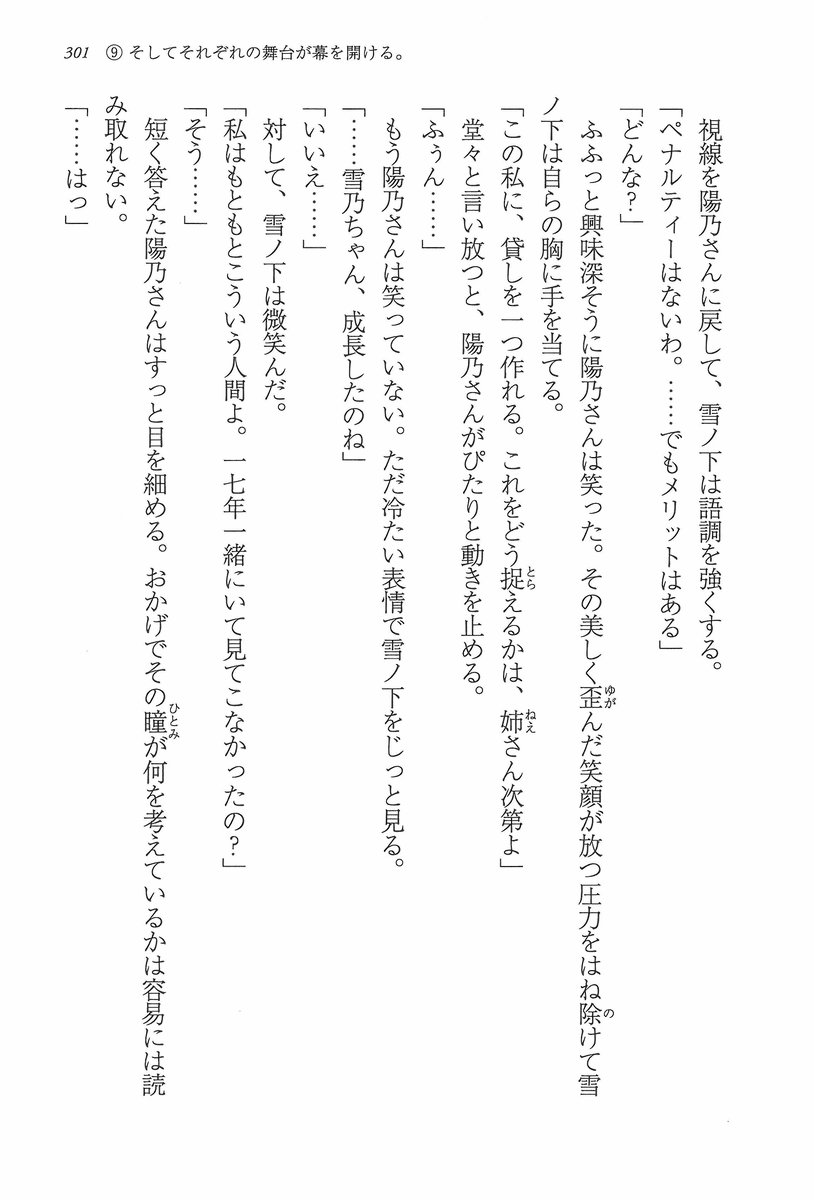 301 ⑨ そしてそれぞれの舞台が幕を開ける。
視線を陽乃さんに戻して、雪ノ下は語調を強くする。
「ペナルティーはないわ。……でもメリットはある」
「どんな？」
ふふっと興味深そうに陽乃さんは笑った。その美しく歪んだ笑顔が放つ圧力をはね除けて雪
ノ下は自らの胸に手を当てる。
「この私に、貸しを一つ作れる。これをどう捉えるかは、姉さん次第よ」
堂々と言い放つと、陽乃さんがぴたりと動きを止める。
「ふぅん……」
もう陽乃さんは笑っていない。ただ冷たい表情で雪ノ下をじっと見る。
「……雪乃ちゃん、成長したのね」
「いいえ……」
対して、雪ノ下は微笑んだ。
「私はもともとこういう人間よ。一七年一緒にいて見てこなかったの？」
「そう……」
短く答えた陽乃さんはすっと目を細める。おかげでその瞳が何を考えているかは容易には読
み取れない。
「……はっ」